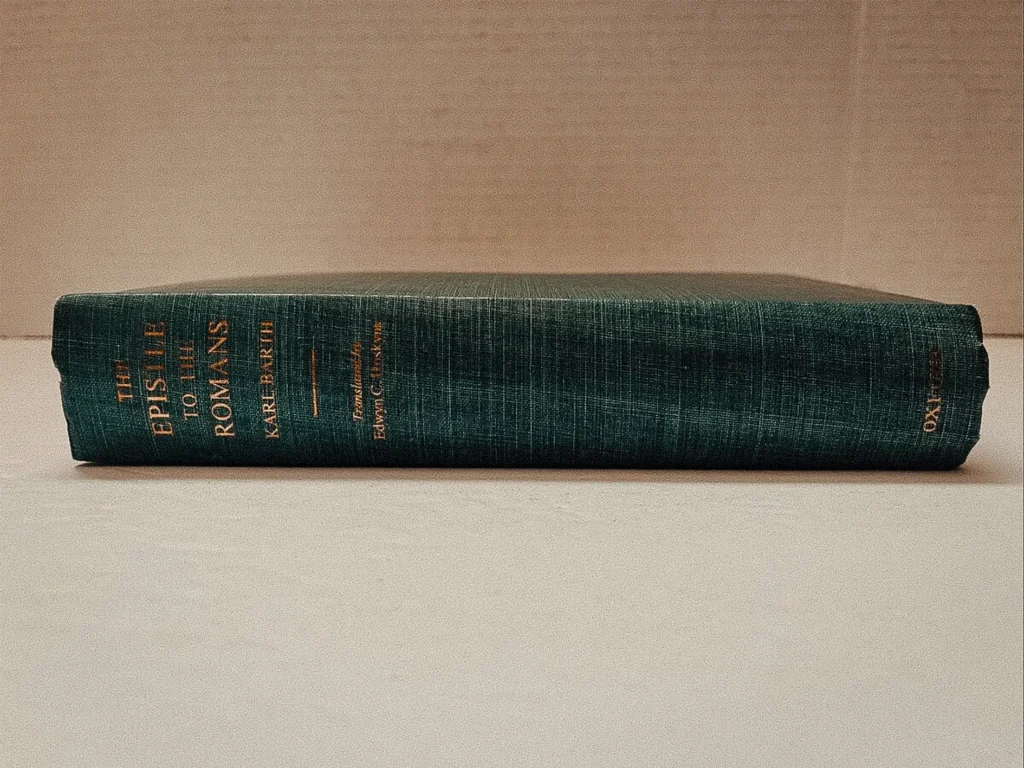 THE
EPISTLE
TO THE
ROMANS
KARL BARTH
Translated by
Edwyn C. Hoskyns
OXFORD